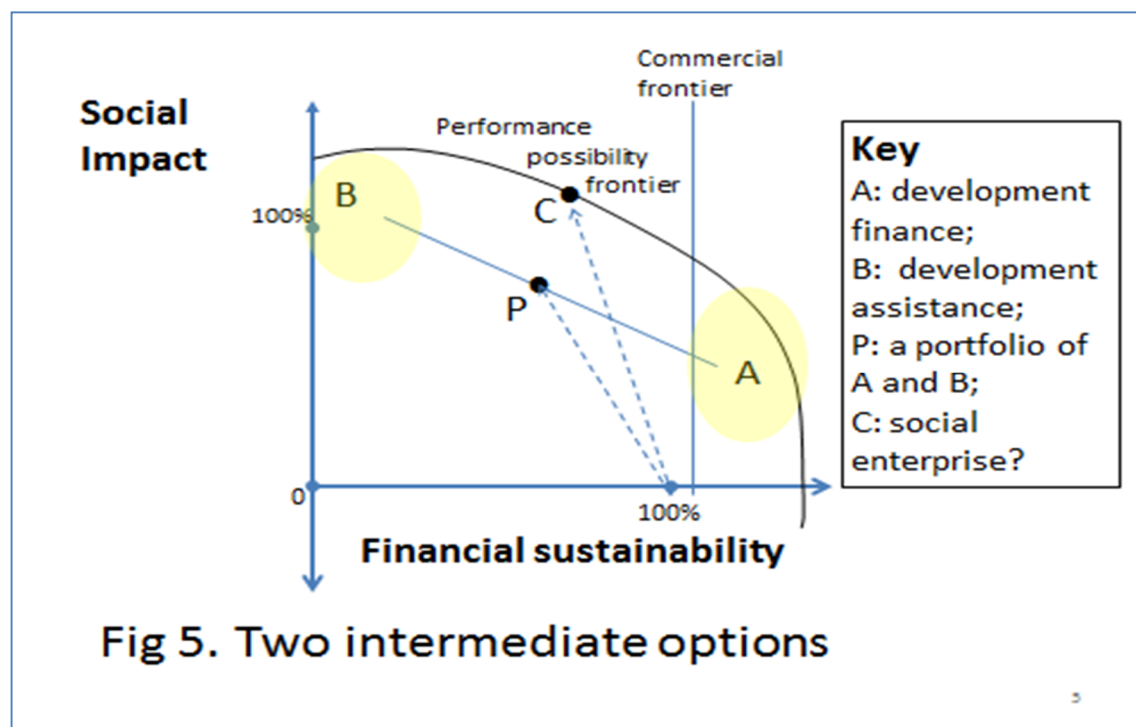 Commercial
frontier
Social
Impact
Performance
possibility
frontier
B
C
100%
P
A
0
100%
Financial sustainability
Key
A: development
finance;
B: development
assistance;
P: a portfolio of
A and B;
C: social
enterprise?
Fig 5. Two intermediate options
5